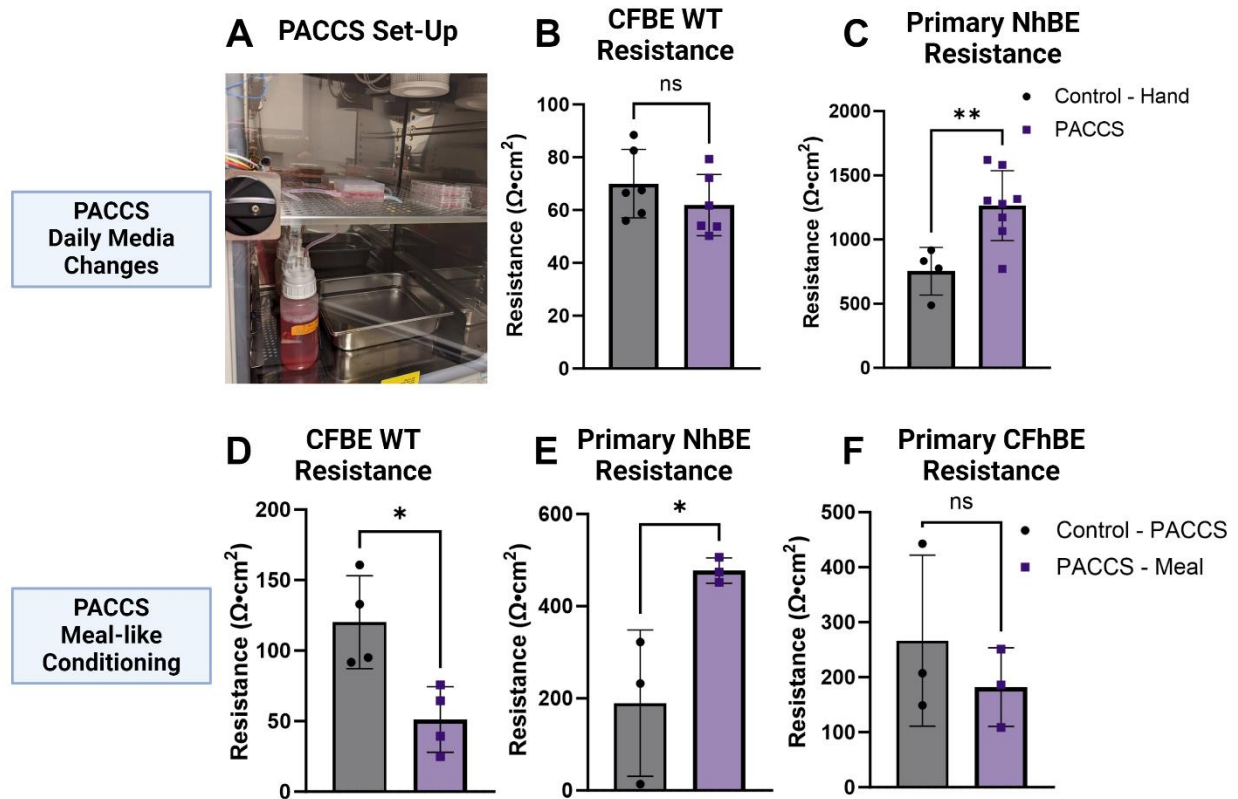 A PACCS Set-Up
B CFBE WT
Resistance
C Primary NhBE
Resistance
PACCS
Daily Media
Changes
Resistance (Ω•cm²)
100
80
60
40
20
0
ns
Resistance (Ω•cm²)
2000
1500
1000
500
0
**
Control - Hand
PACCS
D CFBE WT
Resistance
E Primary NhBE
Resistance
F Primary CFhBE
Resistance
PACCS
Meal-like
Conditioning
Resistance (Ω•cm²)
200
150
100
50
0
*
Resistance (Ω•cm²)
600
400
200
0
*
Resistance (Ω•cm²)
500
400
300
200
100
0
ns
Control - PACCS
PACCS - Meal